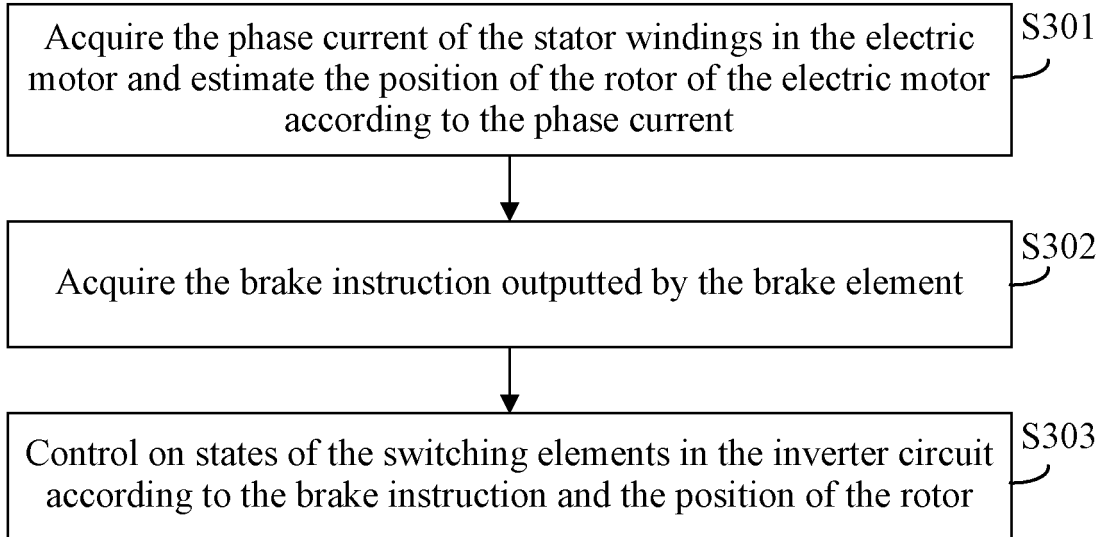 Acquire the phase current of the stator windings in the electric
motor and estimate the position of the rotor of the electric motor
according to the phase current
S301
Acquire the brake instruction outputted by the brake element
S302
Control on states of the switching elements in the inverter circuit
according to the brake instruction and the position of the rotor
S303